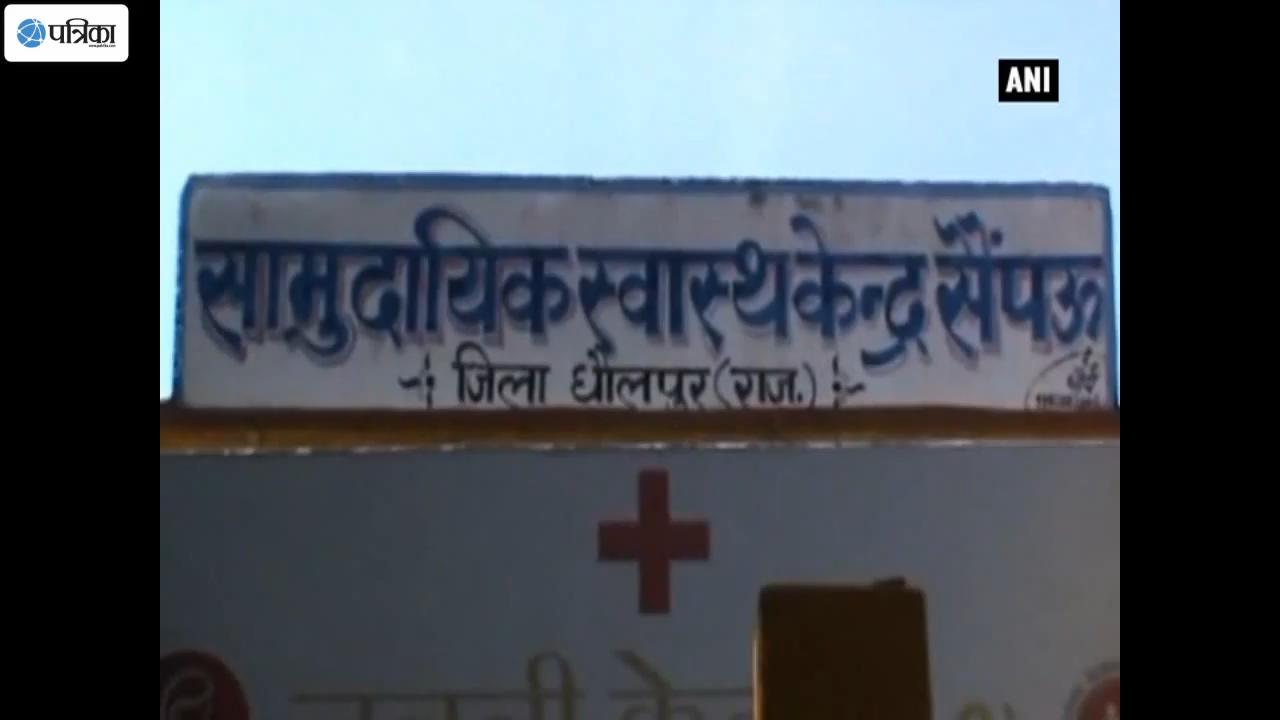 पत्रिका
ANI
सामुदायिक स्वास्थ केन्द्र सैंपऊ
जिला धौलपुर (राज.)